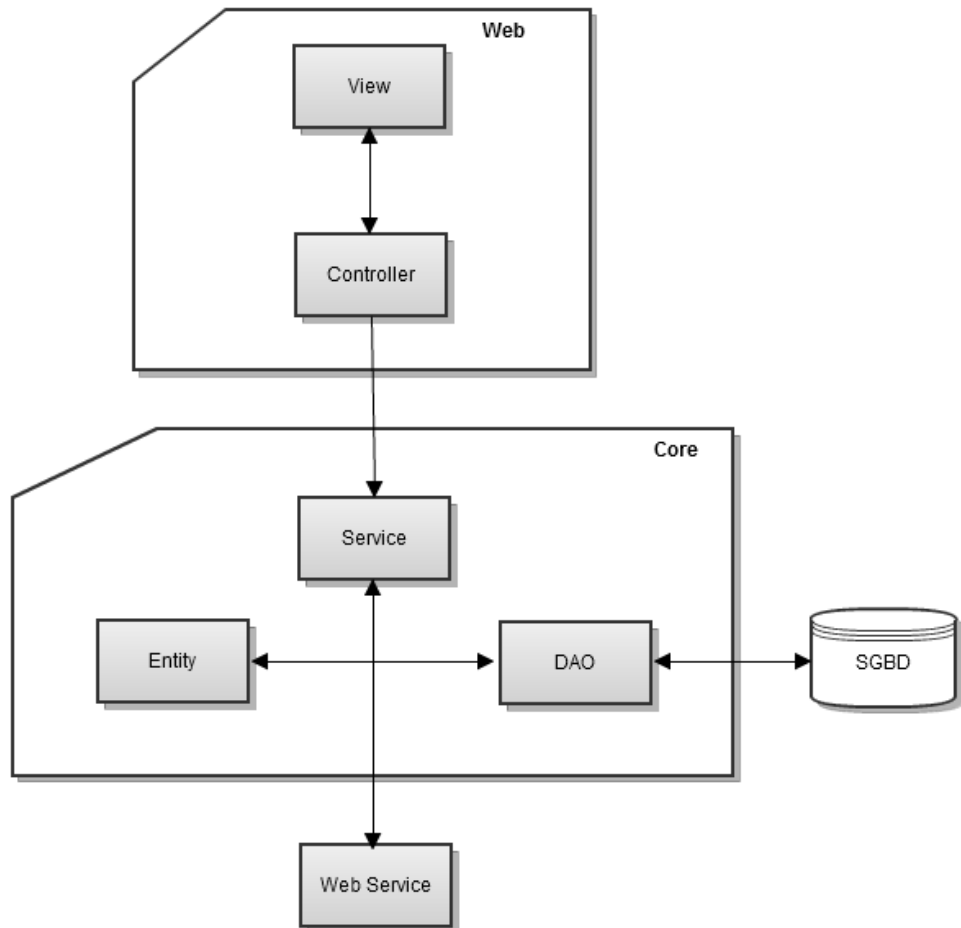 Web
View
Controller
Core
Service
Entity
DAO
SGBD
Web Service